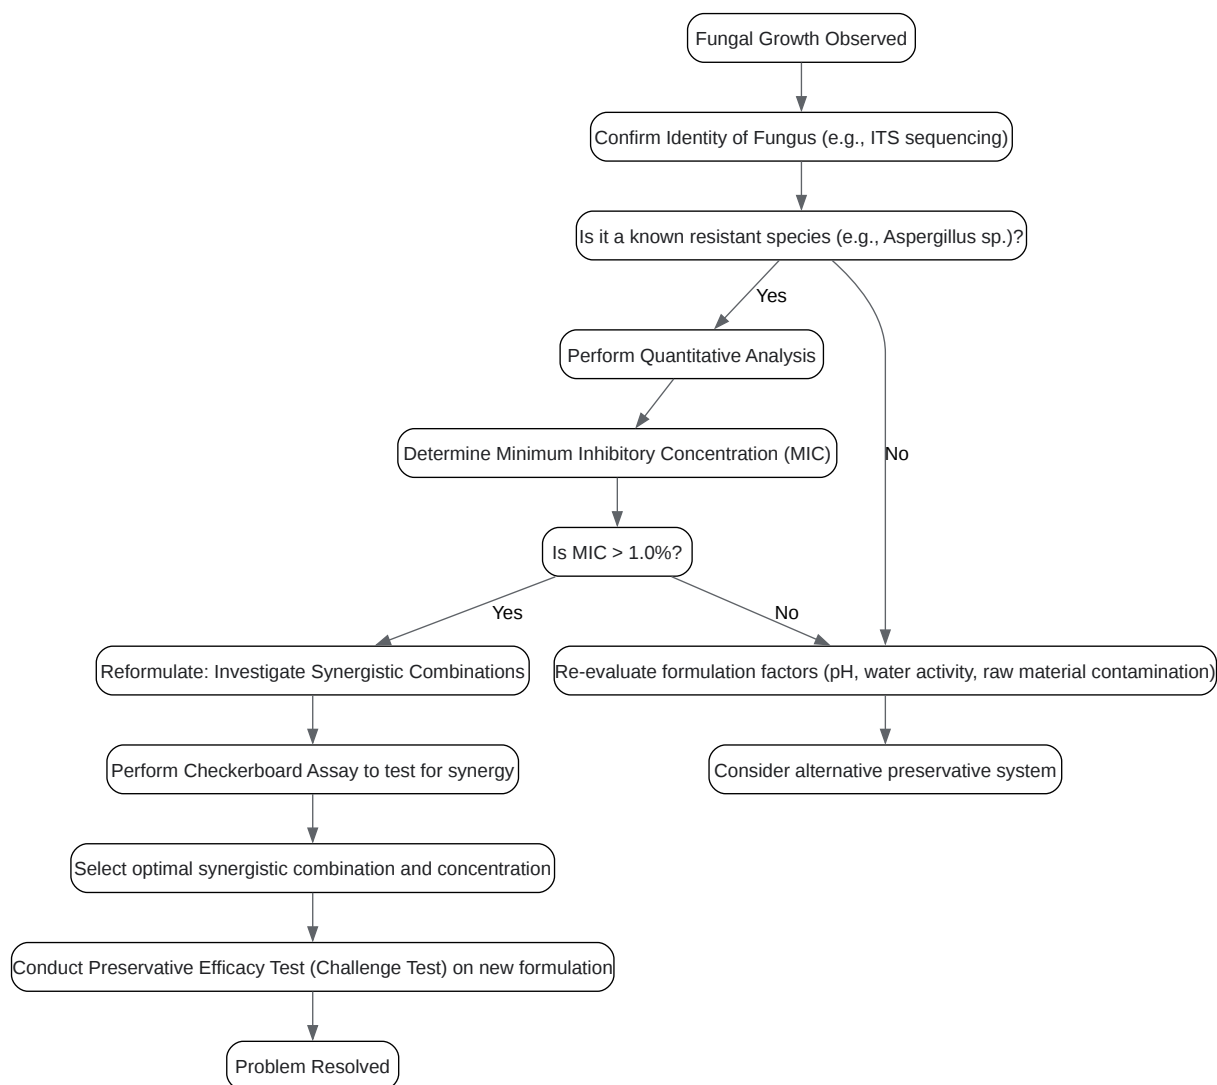 Fungal Growth Observed
Confirm Identity of Fungus (e.g., ITS sequencing)
Is it a known resistant species (e.g., Aspergillus sp.)?
Yes
Perform Quantitative Analysis
Determine Minimum Inhibitory Concentration (MIC)
No
Is MIC > 1.0%?
Yes
No
Reformulate: Investigate Synergistic Combinations
Re-evaluate formulation factors (pH, water activity, raw material contamination)
Perform Checkerboard Assay to test for synergy
Consider alternative preservative system
Select optimal synergistic combination and concentration
Conduct Preservative Efficacy Test (Challenge Test) on new formulation
Problem Resolved